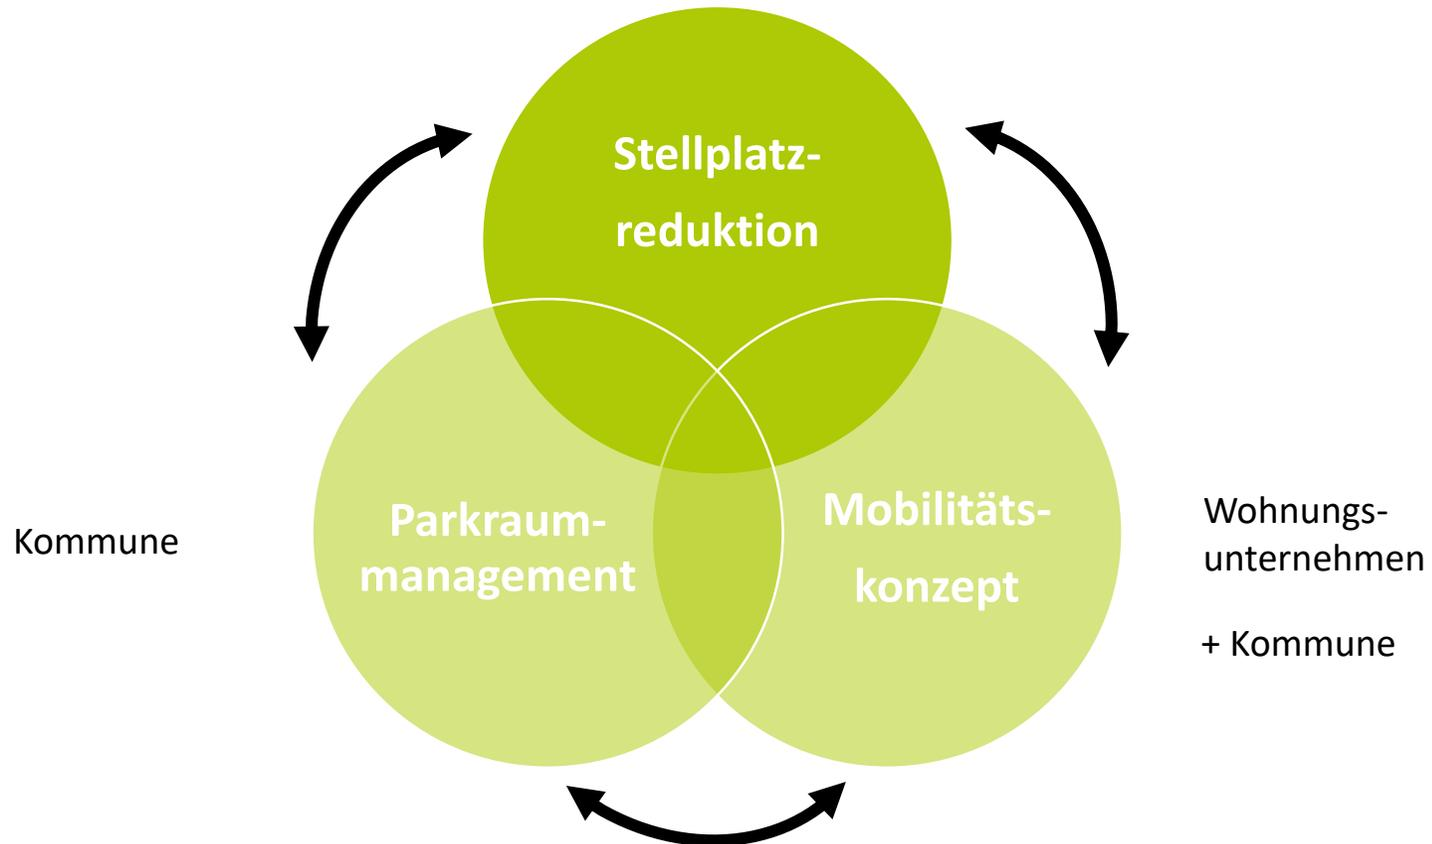 Stellplatz-
reduktion
Parkraum-
management
Mobilitäts-
konzept
Kommune
Wohnungs-
unternehmen
+ Kommune